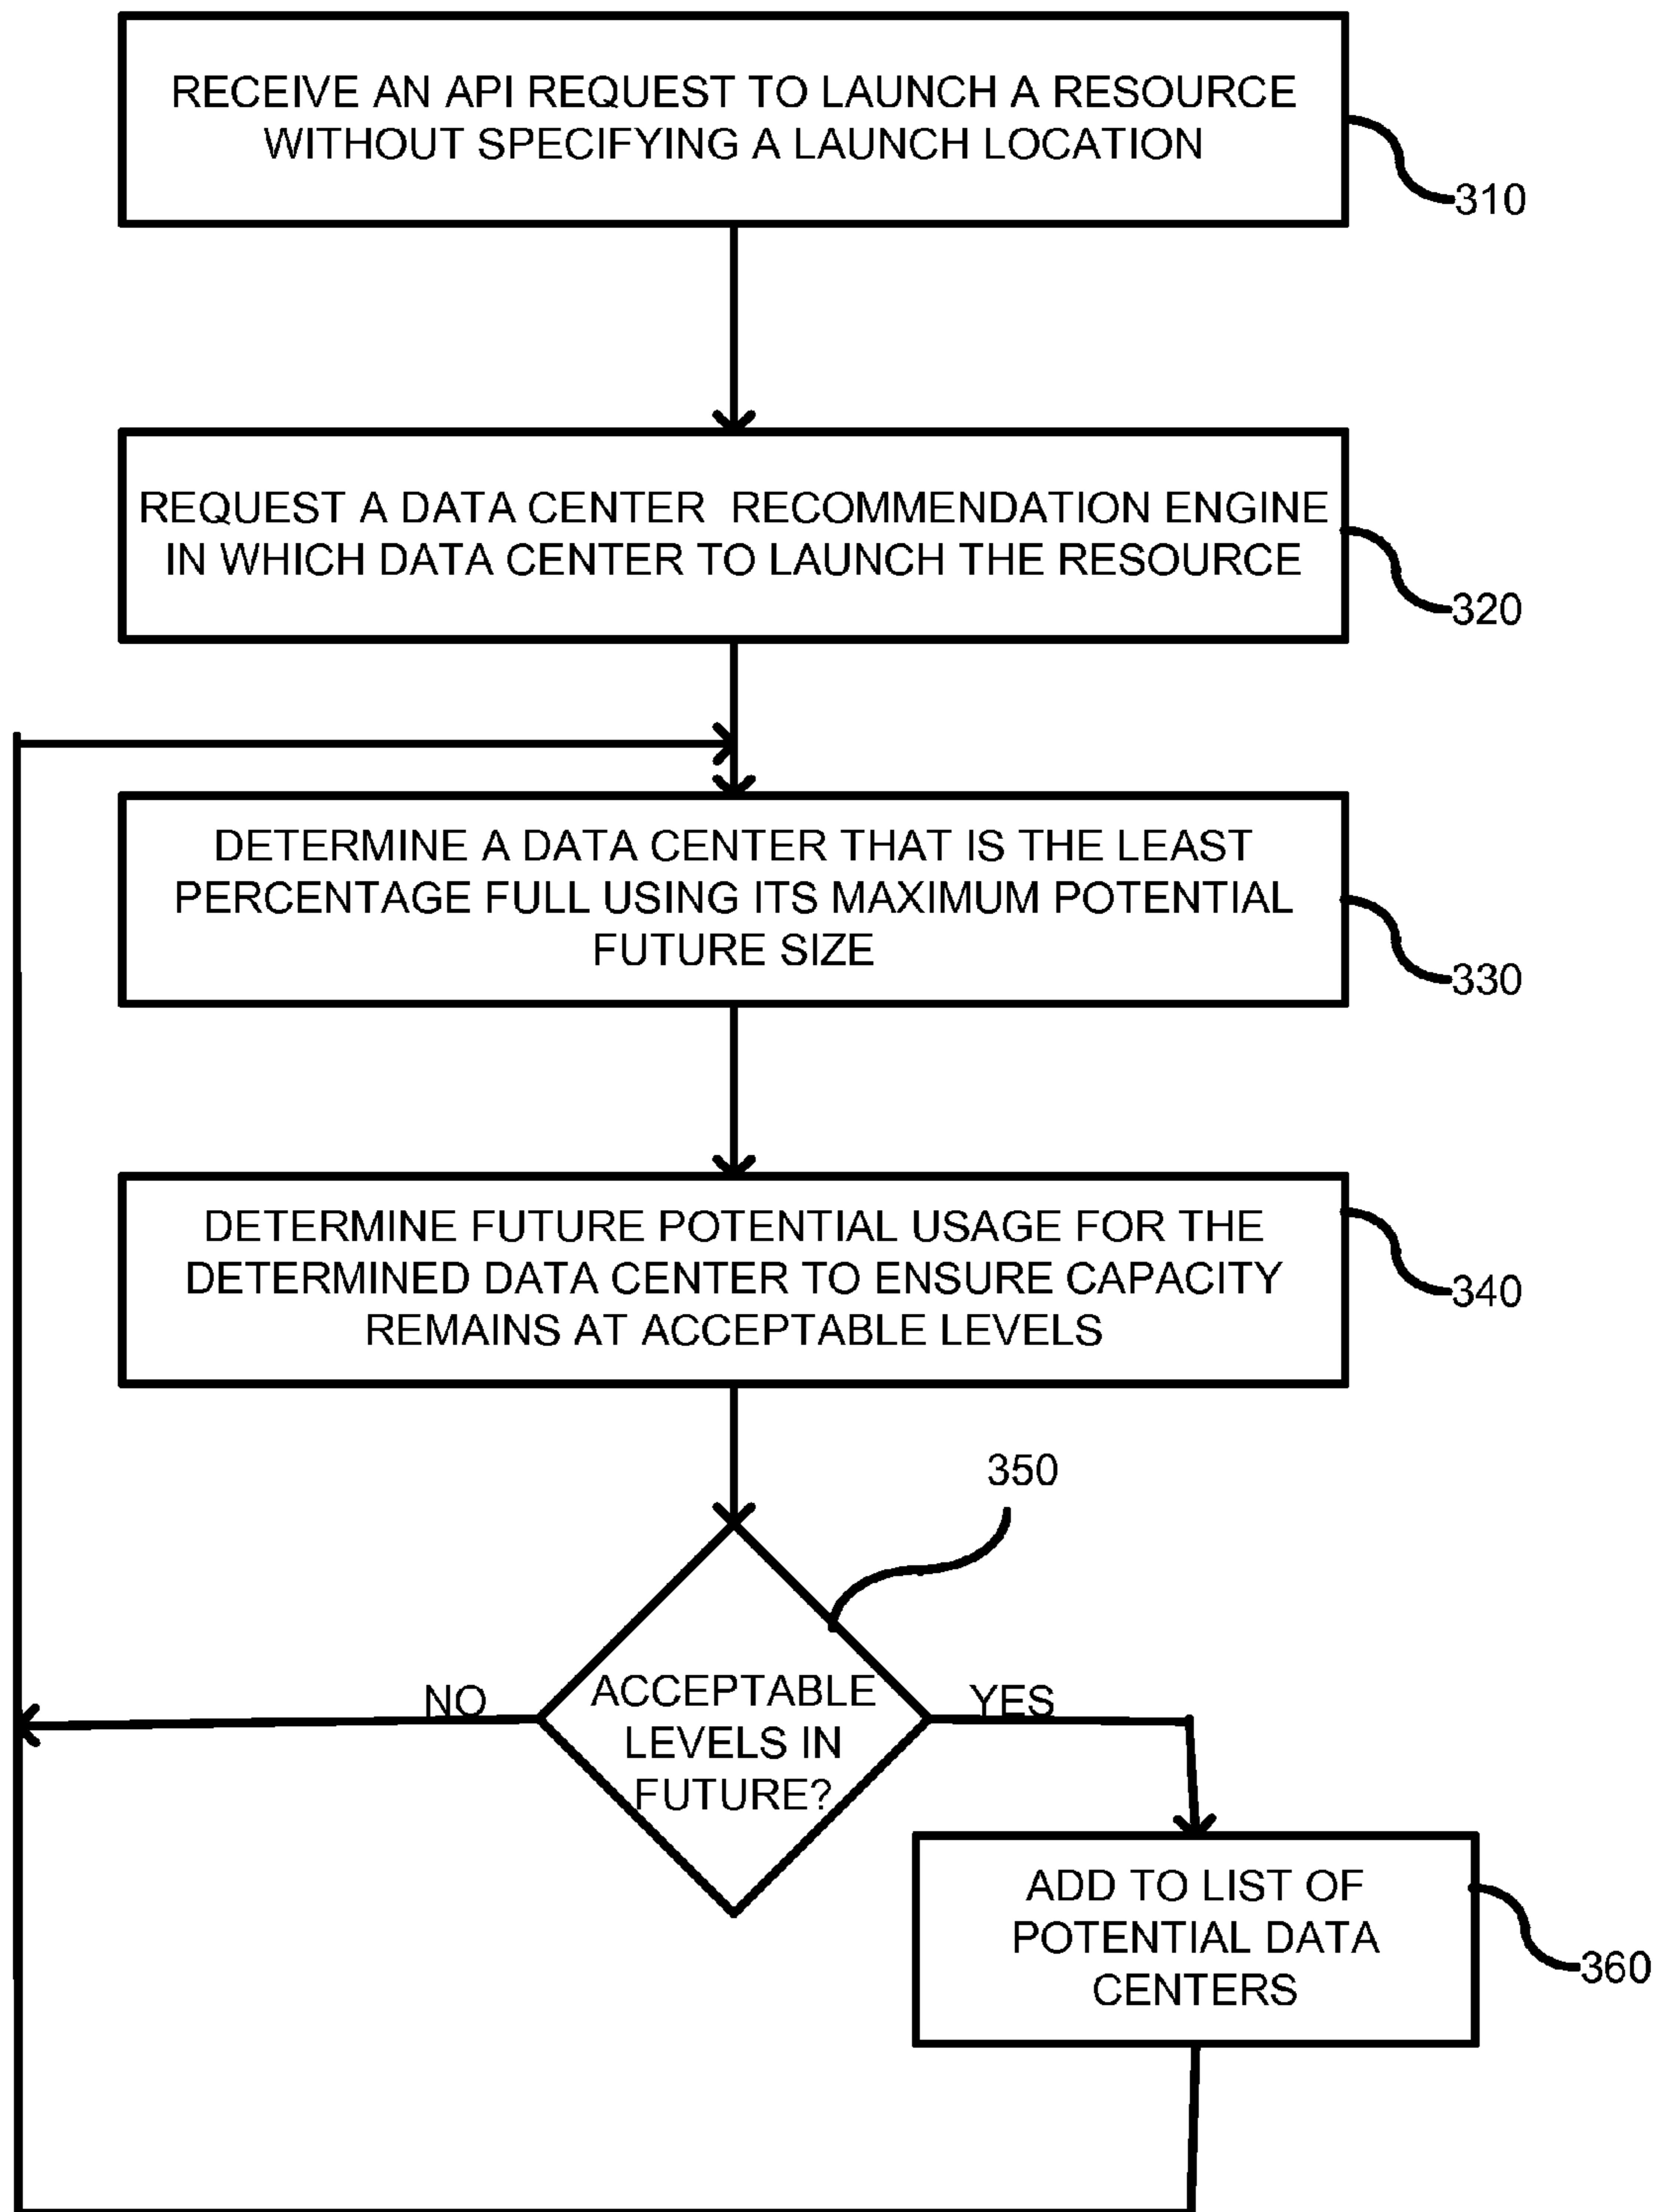 RECEIVE AN API REQUEST TO LAUNCH A RESOURCE
WITHOUT SPECIFYING A LAUNCH LOCATION
310
REQUEST A DATA CENTER RECOMMENDATION ENGINE
IN WHICH DATA CENTER TO LAUNCH THE RESOURCE
320
DETERMINE A DATA CENTER THAT IS THE LEAST
PERCENTAGE FULL USING ITS MAXIMUM POTENTIAL
FUTURE SIZE
330
DETERMINE FUTURE POTENTIAL USAGE FOR THE
DETERMINED DATA CENTER TO ENSURE CAPACITY
REMAINS AT ACCEPTABLE LEVELS
340
350
NO
ACCEPTABLE
LEVELS IN
FUTURE?
YES
ADD TO LIST OF
POTENTIAL DATA
CENTERS
360